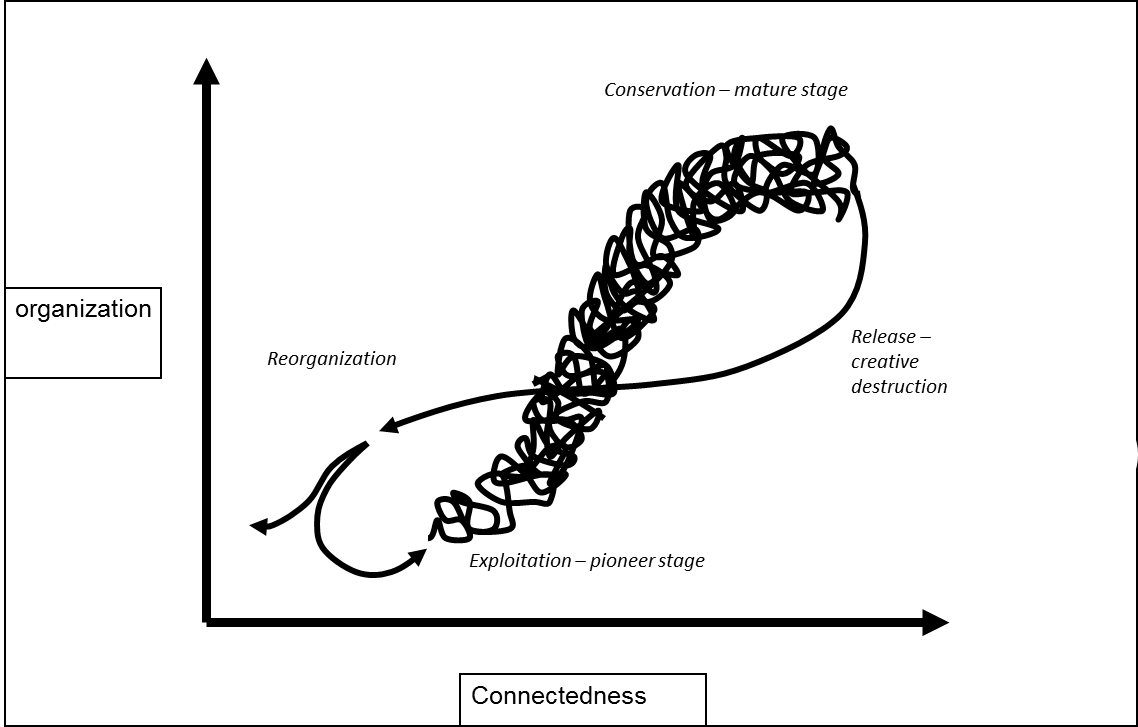 Conservation – mature stage
organization
Reorganization
Release –
creative
destruction
Exploitation – pioneer stage
Connectedness